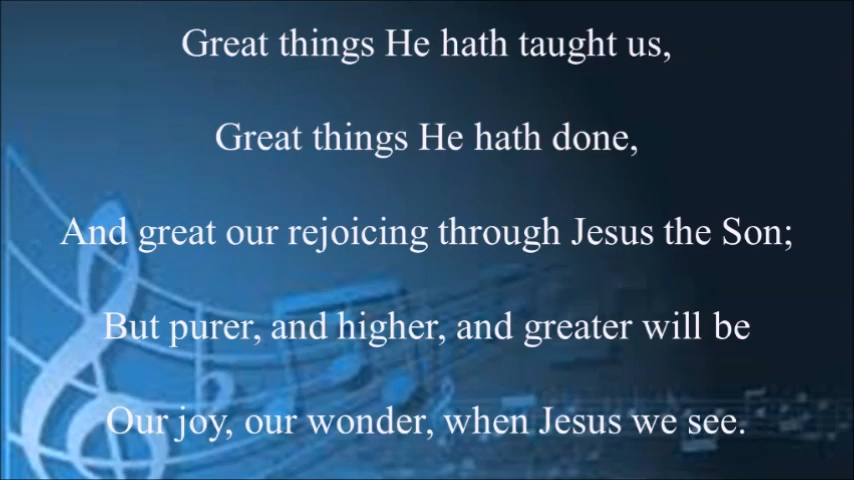 Great things He hath taught us,
Great things He hath done,
And great our rejoicing through Jesus the Son;
But purer, and higher, and greater will be
Our joy, our wonder, when Jesus we see.